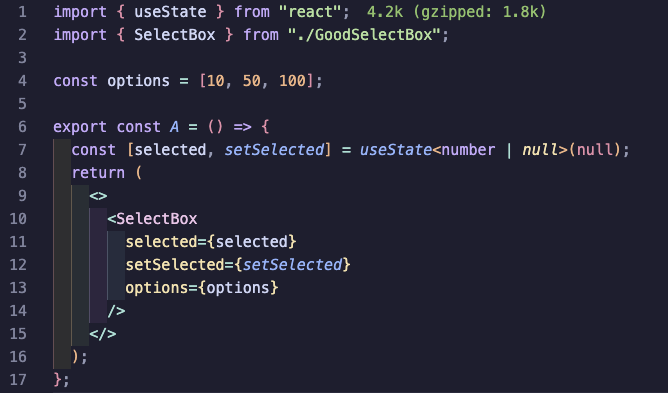 1 import { useState } from "react"; 4.2k (gzipped: 1.8k)
2 import { SelectBox } from "./GoodSelectBox";
3
4 const options = [10, 50, 100];
5
6 export const A = () => {
7   const [selected, setSelected] = useState<number | null>(null);
8   return (
9     <>
10       <SelectBox
11         selected={selected}
12         setSelected={setSelected}
13         options={options}
14       />
15     </>
16   );
17 };